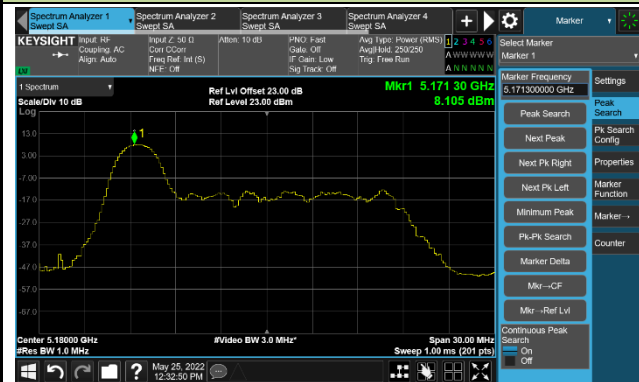 Spectrum Analyzer 1
Swept SA
Spectrum Analyzer 2
Swept SA
Spectrum Analyzer 3
Swept SA
Spectrum Analyzer 4
Swept SA
+
Marker
KEYSIGHT
Input: RF
Coupling: AC
Align: Auto
Input Z: 50 Ω
Corr CCorr
Freq Ref: Int (S)
NFE: Off
Atten: 10 dB
PNO: Fast
Gate: Off
IF Gain: Low
Sig Track: Off
Avg Type: Power (RMS)
Avg|Hold: 250/250
Trig: Free Run
1 2 3 4 5 6
A W W W W W
A N N N N N
LV
Select Marker
Marker 1
1 Spectrum
Scale/Div 10 dB
Log
Ref Lvl Offset 23.00 dB
Ref Level 23.00 dBm
Mkr1 5.171 30 GHz
8.105 dBm
13.0
3.00
-7.00
-17.0
-27.0
-37.0
-47.0
-57.0
-67.0
1
Center 5.18000 GHz
#Res BW 1.0 MHz
#Video BW 3.0 MHz*
Span 30.00 MHz
Sweep 1.00 ms (201 pts)
Marker Frequency
5.171300000 GHz
Peak Search
Next Peak
Next Pk Right
Next Pk Left
Minimum Peak
Pk-Pk Search
Marker Delta
Mkr→CF
Mkr→Ref Lvl
Continuous Peak
Search
On
Off
Settings
Peak
Search
Pk Search
Config
Properties
Marker
Function
Marker→
Counter
?
May 25, 2022
12:32:50 PM